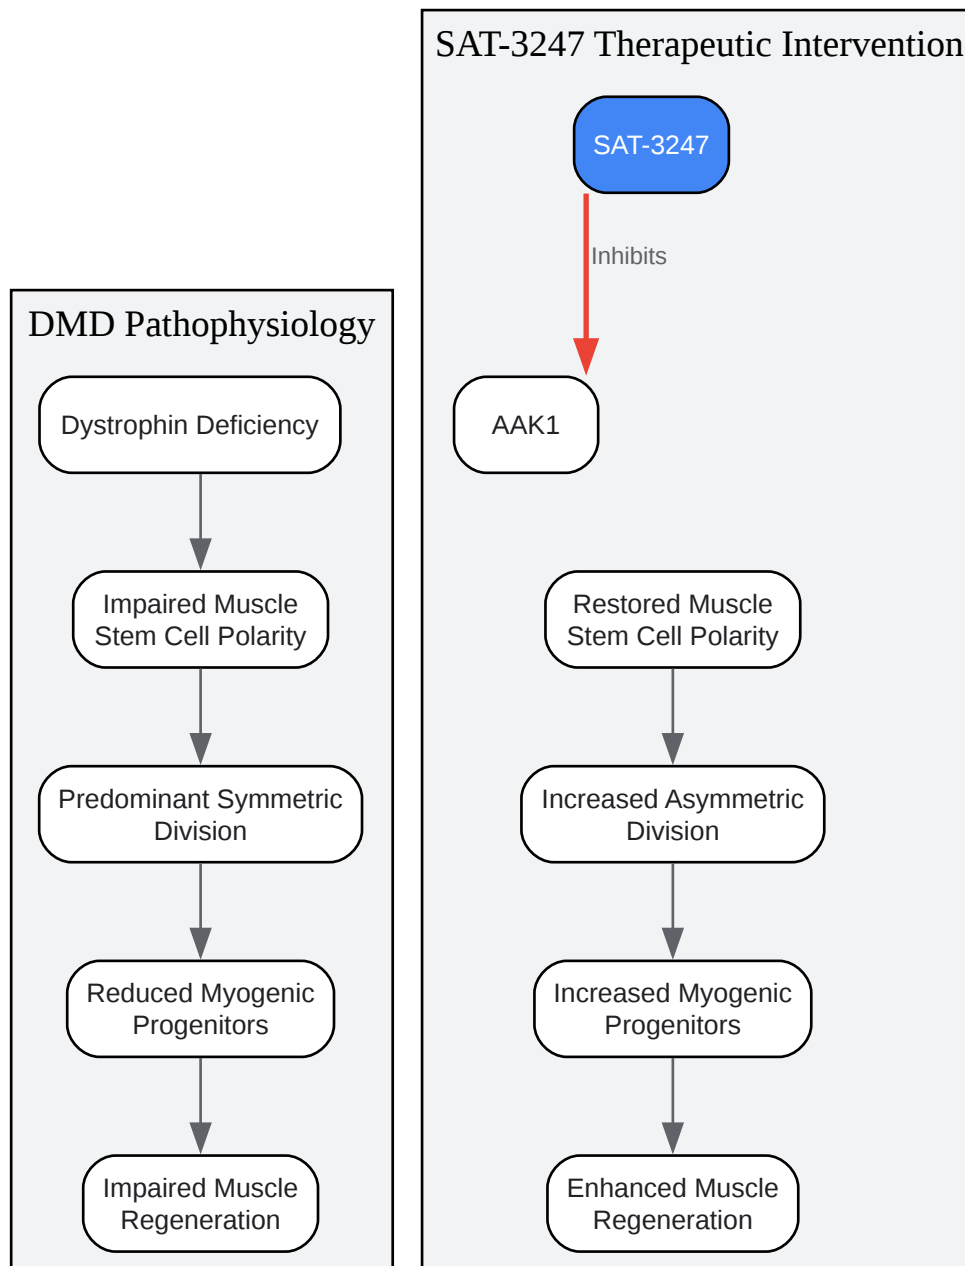 DMD Pathophysiology
Dystrophin Deficiency
Impaired Muscle
Stem Cell Polarity
Predominant Symmetric
Division
Reduced Myogenic
Progenitors
Impaired Muscle
Regeneration
SAT-3247 Therapeutic Intervention
SAT-3247
Inhibits
AAK1
Restored Muscle
Stem Cell Polarity
Increased Asymmetric
Division
Increased Myogenic
Progenitors
Enhanced Muscle
Regeneration